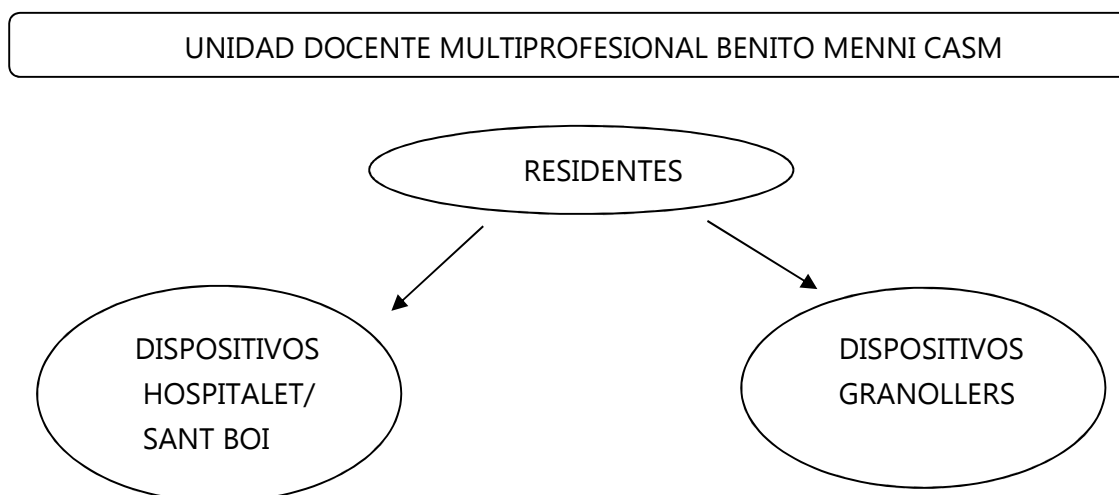 UNIDAD DOCENTE MULTIPROFESIONAL BENITO MENNI CASM
RESIDENTES
DISPOSITIVOS
HOSPITALET/
SANT BOI
DISPOSITIVOS
GRANOLLERS